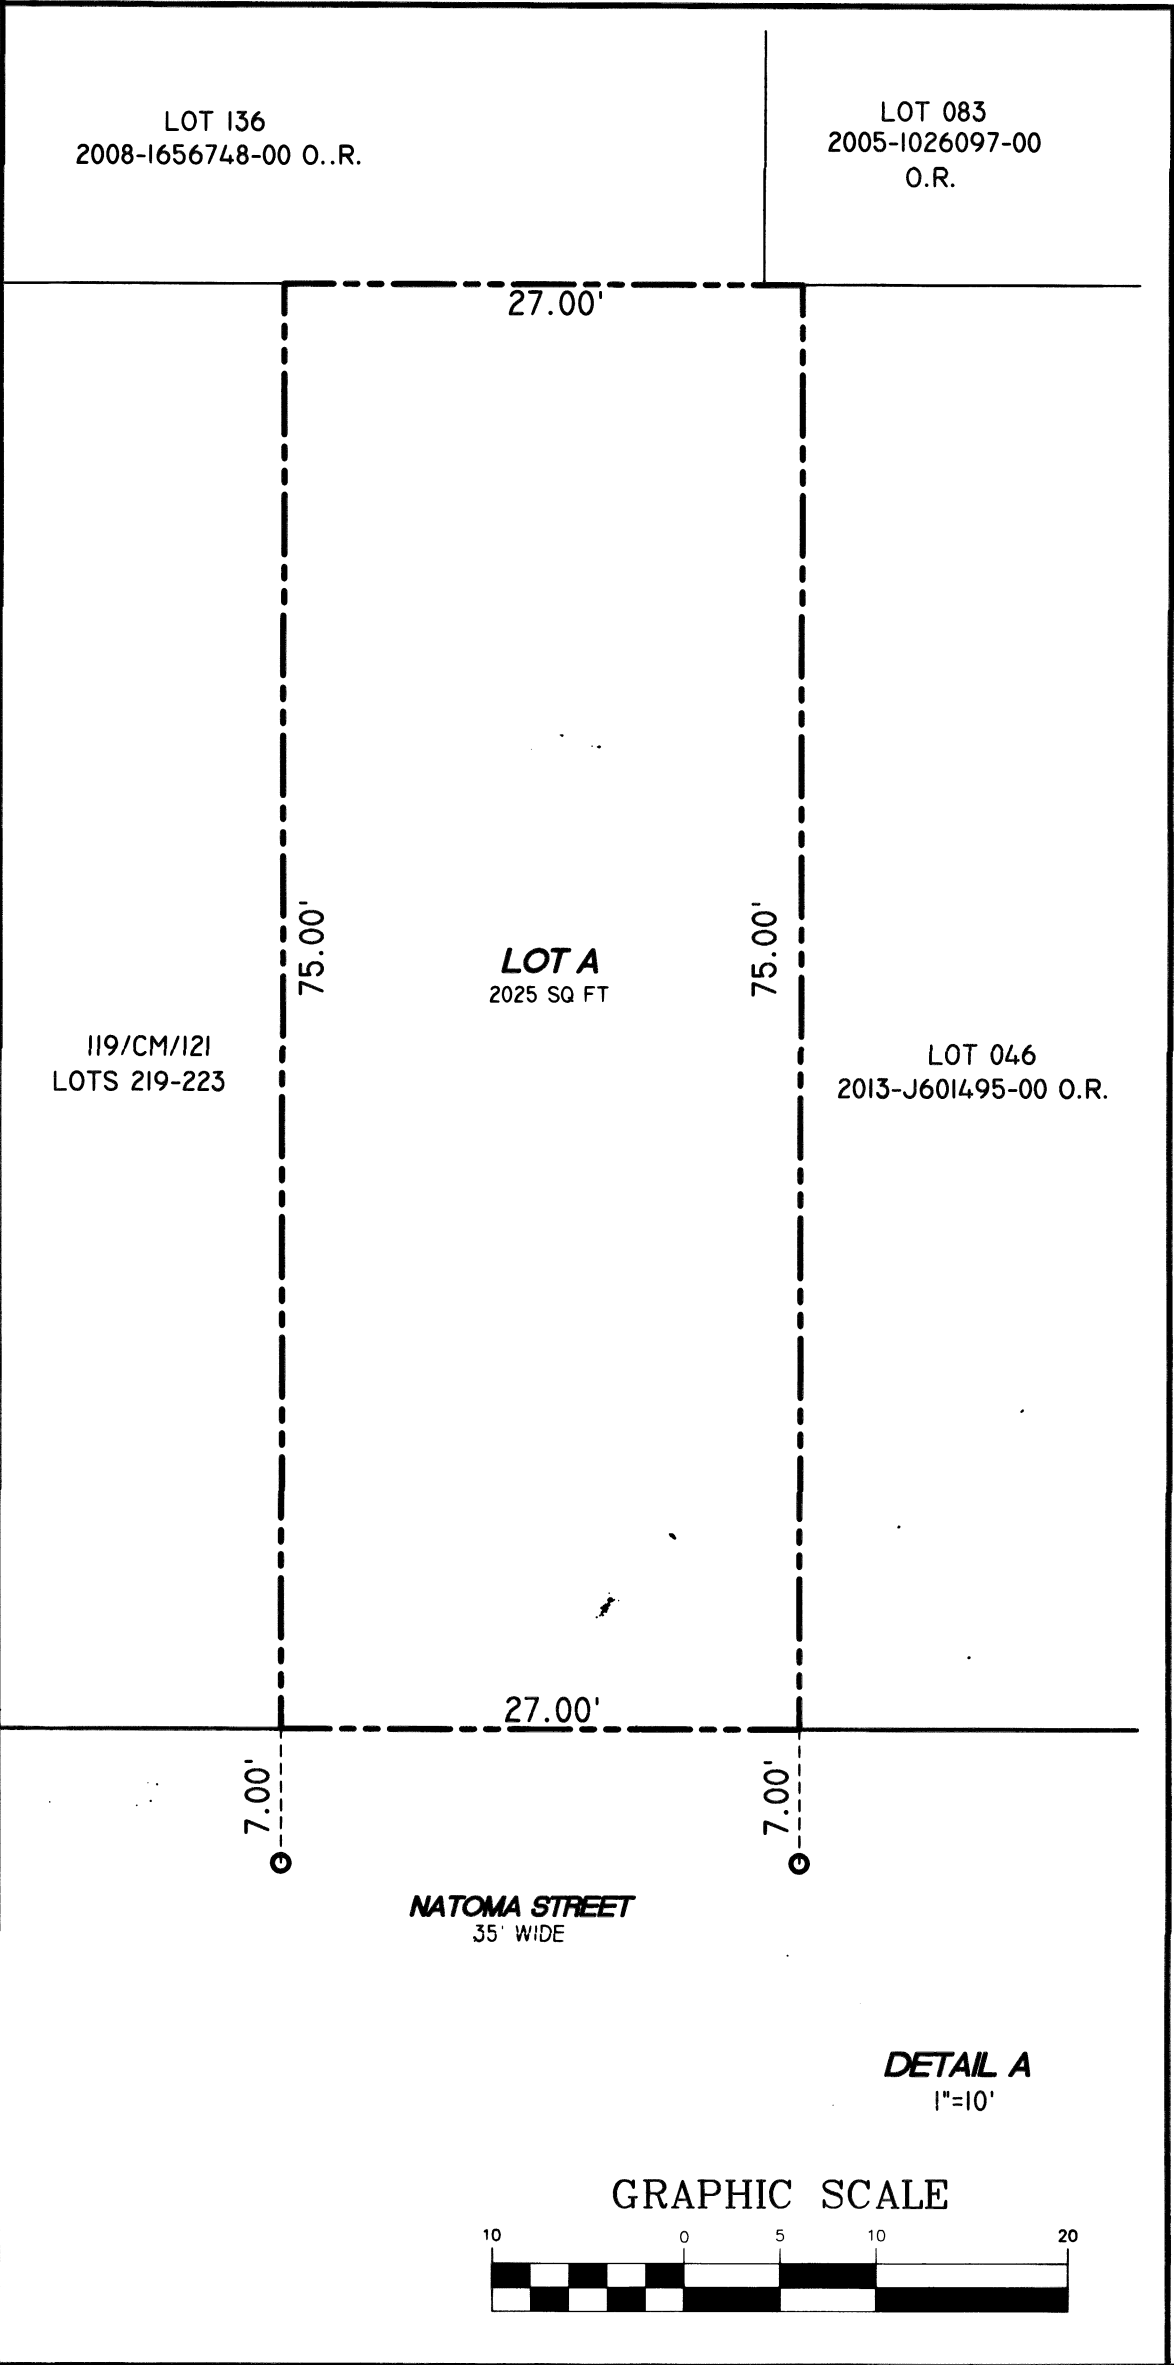 LOT 136
2008-I656748-00 O..R.
LOT 083
2005-I026097-00
O.R.
27.00'
75.00'
75.00'
LOT A
2025 SQ FT
119/CM/121
LOTS 219-223
LOT 046
2013-J601495-00 O.R.
27.00'
7.00'
7.00'
NATOMA STREET
35' WIDE
DETAIL A
1"=10'
GRAPHIC SCALE
10 0 5 10 20